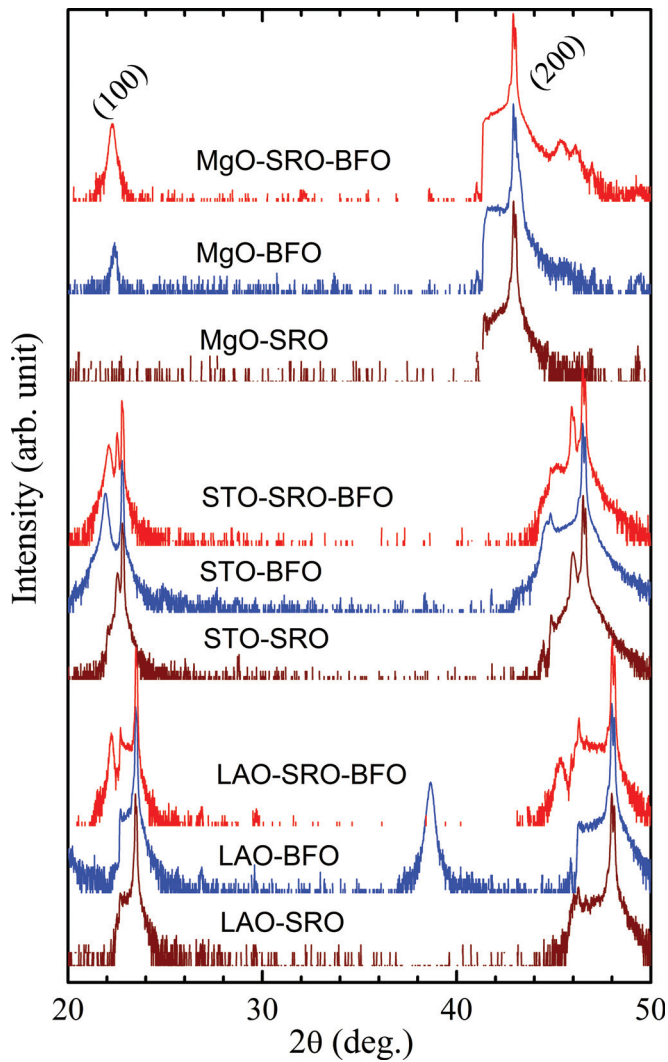 (100)
(200)
MgO-SRO-BFO
MgO-BFO
MgO-SRO
STO-SRO-BFO
STO-BFO
STO-SRO
LAO-SRO-BFO
LAO-BFO
LAO-SRO
Intensity (arb. unit)
20 30 40 50
2θ (deg.)